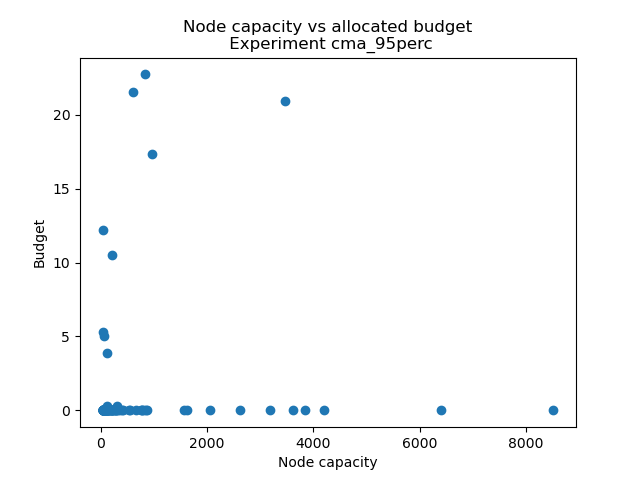 Node capacity vs allocated budget
Experiment cma_95perc
20
15
10
5
0
Budget
0 2000 4000 6000 8000
Node capacity